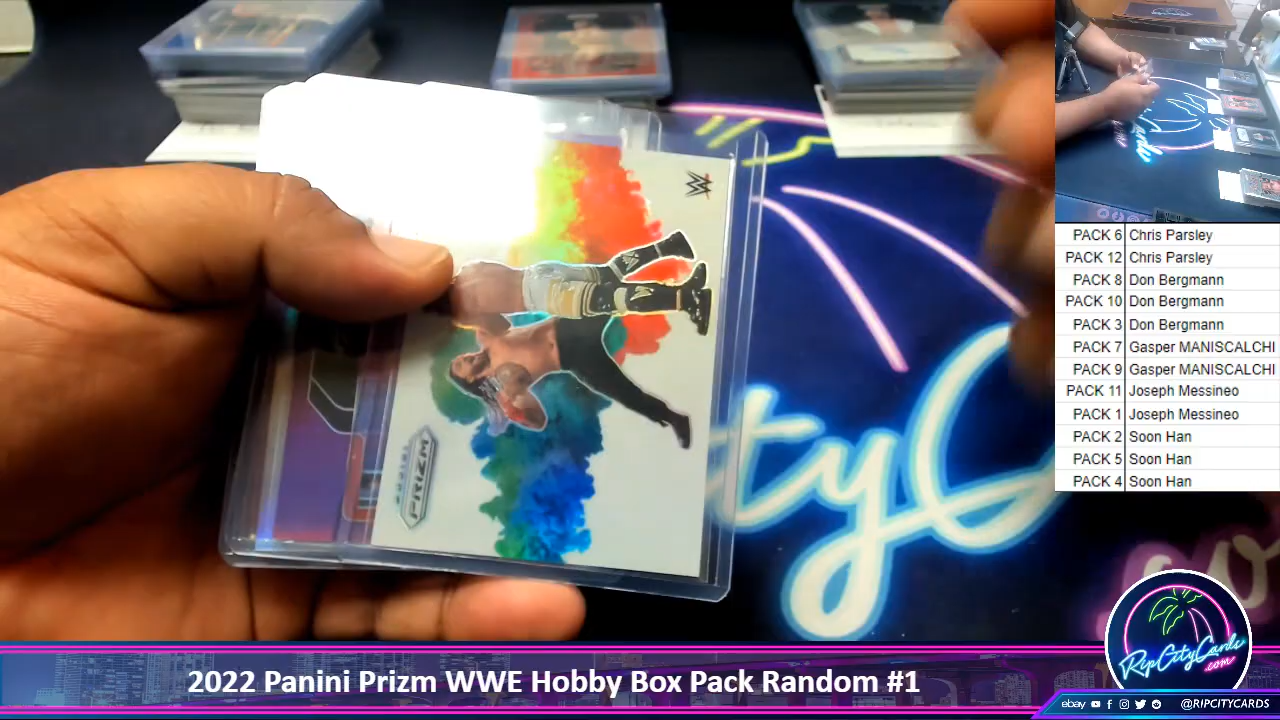 W
PANINI
PRIZM
ityC
PACK 6 Chris Parsley
PACK 12 Chris Parsley
PACK 8 Don Bergmann
PACK 10 Don Bergmann
PACK 3 Don Bergmann
PACK 7 Gasper MANISCALCHI
PACK 9 Gasper MANISCALCHI
PACK 11 Joseph Messineo
PACK 1 Joseph Messineo
PACK 2 Soon Han
PACK 5 Soon Han
PACK 4 Soon Han
2022 Panini Prizm WWE Hobby Box Pack Random #1
RipCityCards
.com
ebay @RIPCITYCARDS